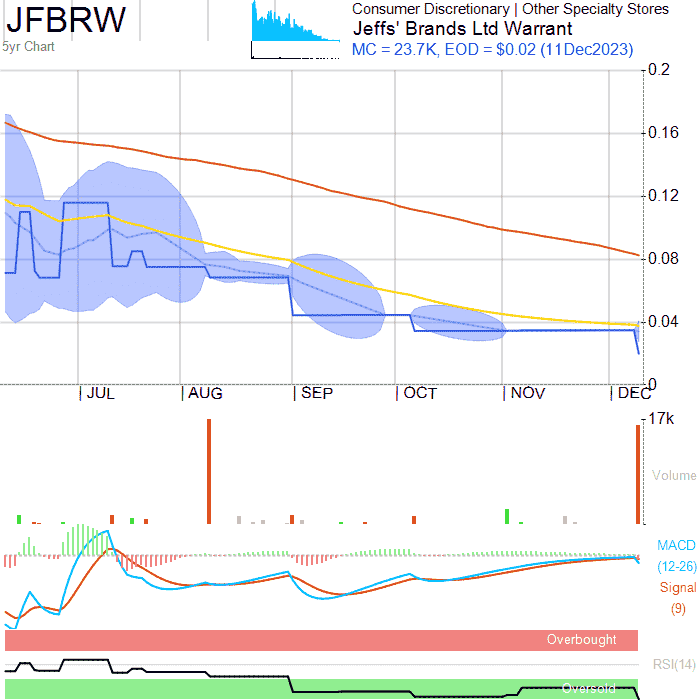 JFBRW
5yr Chart
Consumer Discretionary | Other Specialty Stores
Jeffs' Brands Ltd Warrant
MC = 23.7K, EOD = $0.02 (11Dec2023)
0.2
0.16
0.12
0.08
0.04
0
JUL AUG SEP OCT NOV DEC
17k
Volume
MACD
(12-26)
Signal
(9)
Overbought
RSI(14)
Oversold